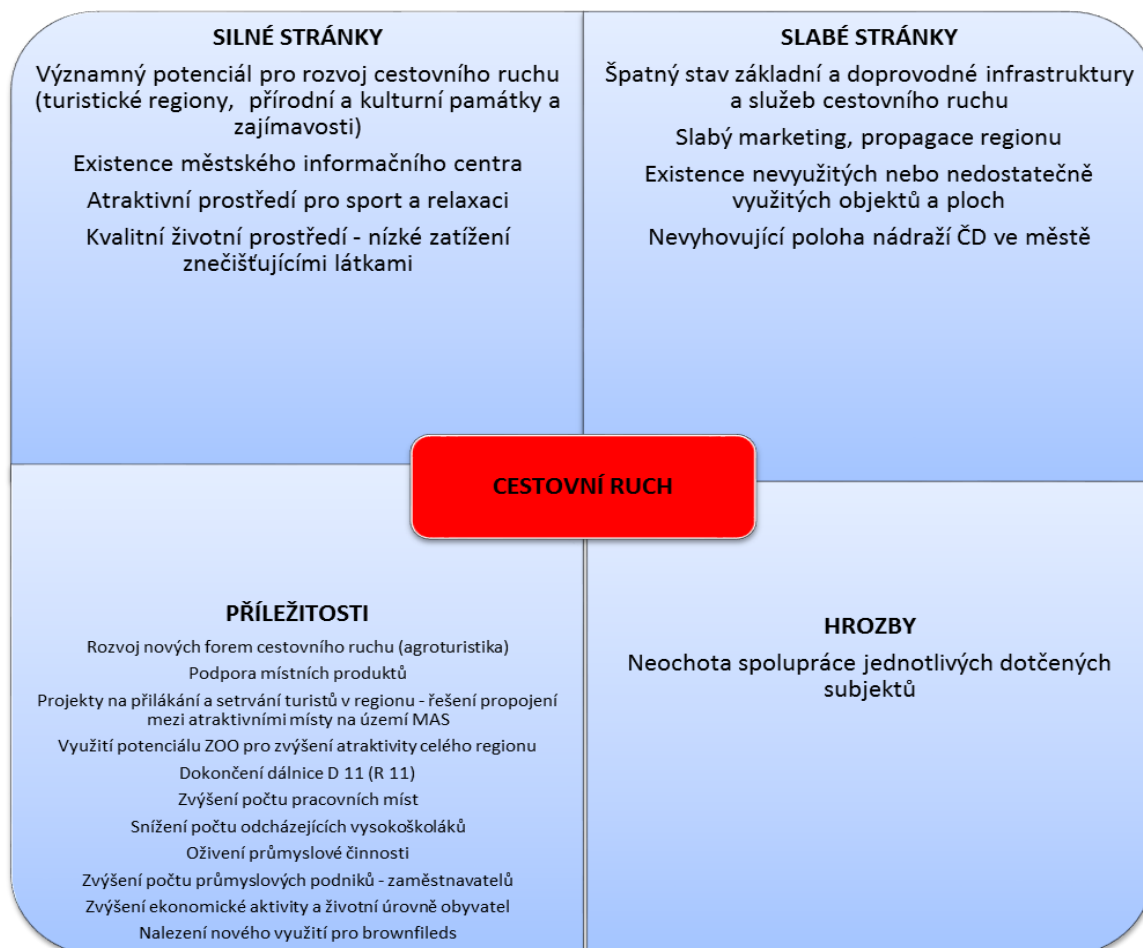 SILNÉ STRÁNKY
Významný potenciál pro rozvoj cestovního ruchu
(turistické regiony, přírodní a kulturní památky a
zajímavosti)
Existence městského informačního centra
Atraktivní prostředí pro sport a relaxaci
Kvalitní životní prostředí - nízké zatížení
znečišťujícími látkami
SLABÉ STRÁNKY
Špatný stav základní a doprovodné infrastruktury
a služeb cestovního ruchu
Slabý marketing, propagace regionu
Existence nevyužitých nebo nedostatečně
využitých objektů a ploch
Nevyhovující poloha nádraží ČD ve městě
CESTOVNÍ RUCH
PŘÍLEŽITOSTI
Rozvoj nových forem cestovního ruchu (agroturistika)
Podpora místních produktů
Projekty na přilákání a setrvání turistů v regionu - řešení propojení
mezi atraktivními místy na území MAS
Využití potenciálu ZOO pro zvýšení atraktivity celého regionu
Dokončení dálnice D 11 (R 11)
Zvýšení počtu pracovních míst
Snížení počtu odcházejících vysokoškoláků
Oživení průmyslové činnosti
Zvýšení počtu průmyslových podniků - zaměstnavatelů
Zvýšení ekonomické aktivity a životní úrovně obyvatel
Nalezení nového využití pro brownfileds
HROZBY
Neochota spolupráce jednotlivých dotčených
subjektů